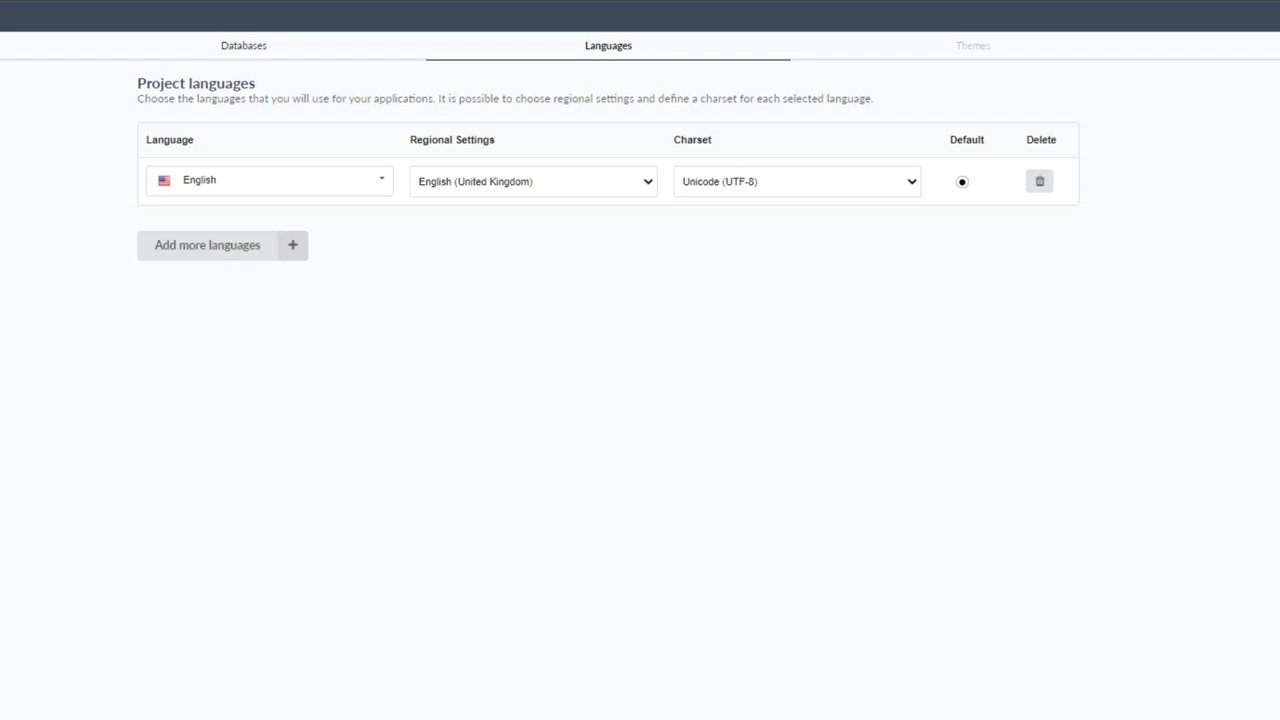 Databases
Languages
Themes
Project languages
Choose the languages that you will use for your applications. It is possible to choose regional settings and define a charset for each selected language.
Language Regional Settings Charset Default Delete
English English (United Kingdom) Unicode (UTF-8)
Add more languages +